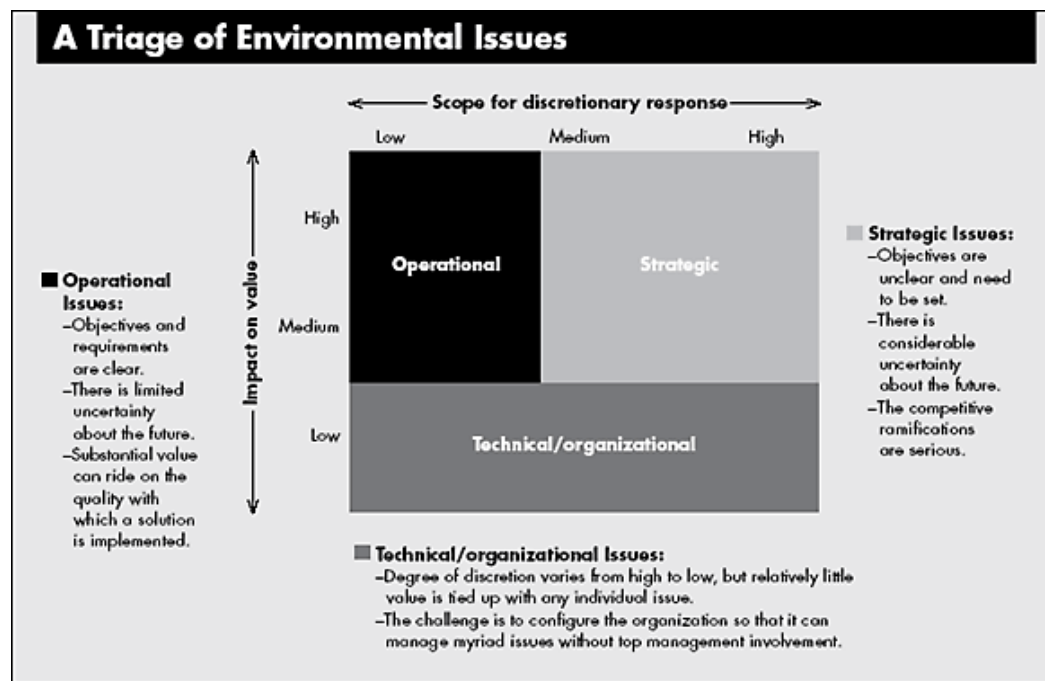 A Triage of Environmental Issues
Scope for discretionary response
Low Medium High
Impact on value
High
Medium
Low
Operational
Strategic
Technical/organizational
Operational
Issues:
–Objectives and
requirements
are clear.
–There is limited
uncertainty
about the future.
–Substantial value
can ride on the
quality with
which a solution
is implemented.
Strategic Issues:
–Objectives are
unclear and need
to be set.
–There is
considerable
uncertainty
about the future.
–The competitive
ramifications
are serious.
Technical/organizational Issues:
–Degree of discretion varies from high to low, but relatively little
value is tied up with any individual issue.
–The challenge is to configure the organization so that it can
manage myriad issues without top management involvement.